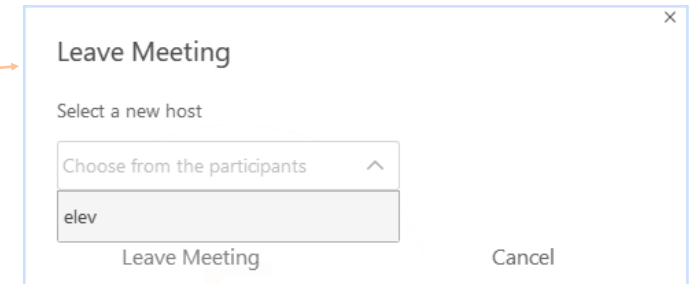 Leave Meeting
Select a new host
Choose from the participants
elev
Leave Meeting Cancel